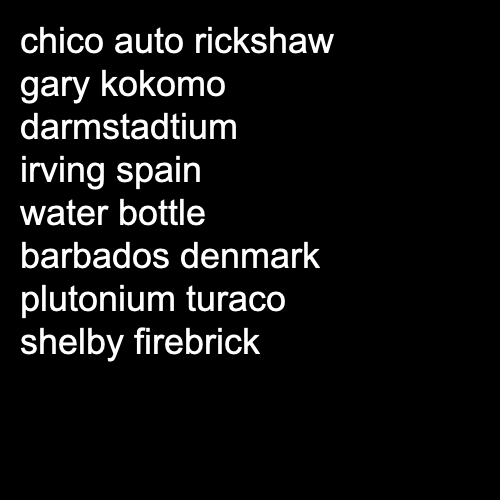 chico auto rickshaw
gary kokomo
darmstadtium
irving spain
water bottle
barbados denmark
plutonium turaco
shelby firebrick